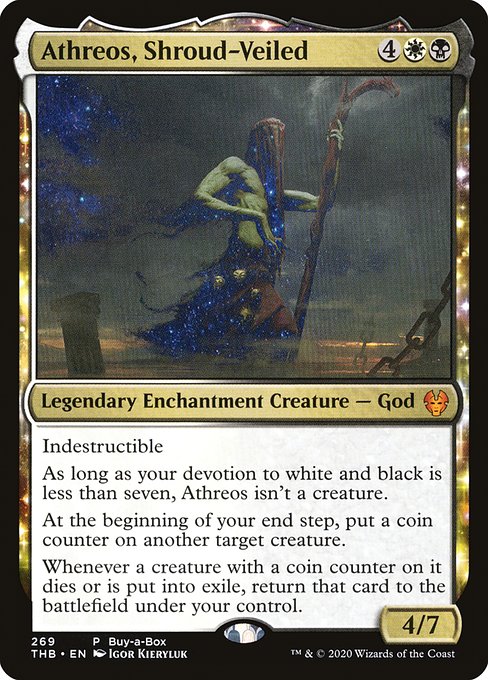 Athreos, Shroud-Veiled 4
Legendary Enchantment Creature — God
Indestructible
As long as your devotion to white and black is
less than seven, Athreos isn't a creature.
At the beginning of your end step, put a coin
counter on another target creature.
Whenever a creature with a coin counter on it
dies or is put into exile, return that card to the
battlefield under your control.
4/7
269 P Buy-a-Box
THB • EN Igor Kieryluk
™ & © 2020 Wizards of the Coast